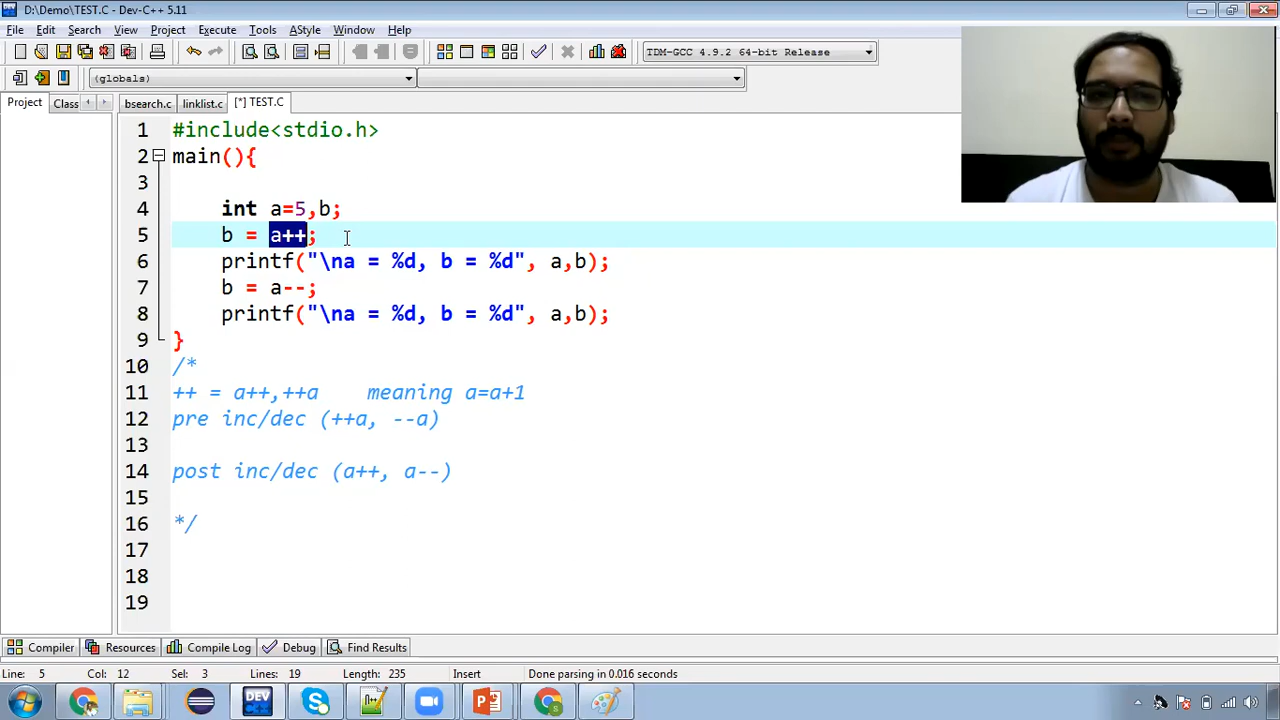 D:\Demo\TEST.C - Dev-C++ 5.11
File Edit Search View Project Execute Tools AStyle Window Help
TDM-GCC 4.9.2 64-bit Release
(globals)
Project Class bsearch.c linklist.c [*] TEST.C
1 #include<stdio.h>
2 main(){
3
4 int a=5,b;
5 b = a++;
6 printf("\na = %d, b = %d", a,b);
7 b = a--;
8 printf("\na = %d, b = %d", a,b);
9 }
10 /*
11 ++ = a++,++a meaning a=a+1
12 pre inc/dec (++a, --a)
13
14 post inc/dec (a++, a--)
15
16 */
17
18
19
Compiler Resources Compile Log Debug Find Results
Line: 5 Col: 12 Sel: 3 Lines: 19 Length: 235 Insert Done parsing in 0.016 seconds
DEV C++